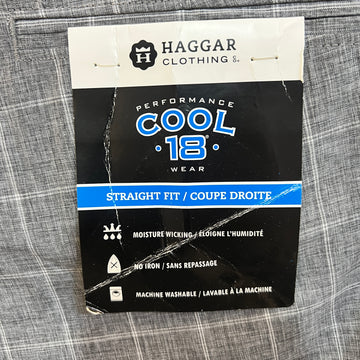 H
HAGGAR
CLOTHING Co.
PERFORMANCE
COOL
·18·®
WEAR
STRAIGHT FIT / COUPE DROITE
MOISTURE WICKING / ÉLOIGNE L'HUMIDITÉ
NO IRON / SANS REPASSAGE
MACHINE WASHABLE / LAVABLE À LA MACHINE